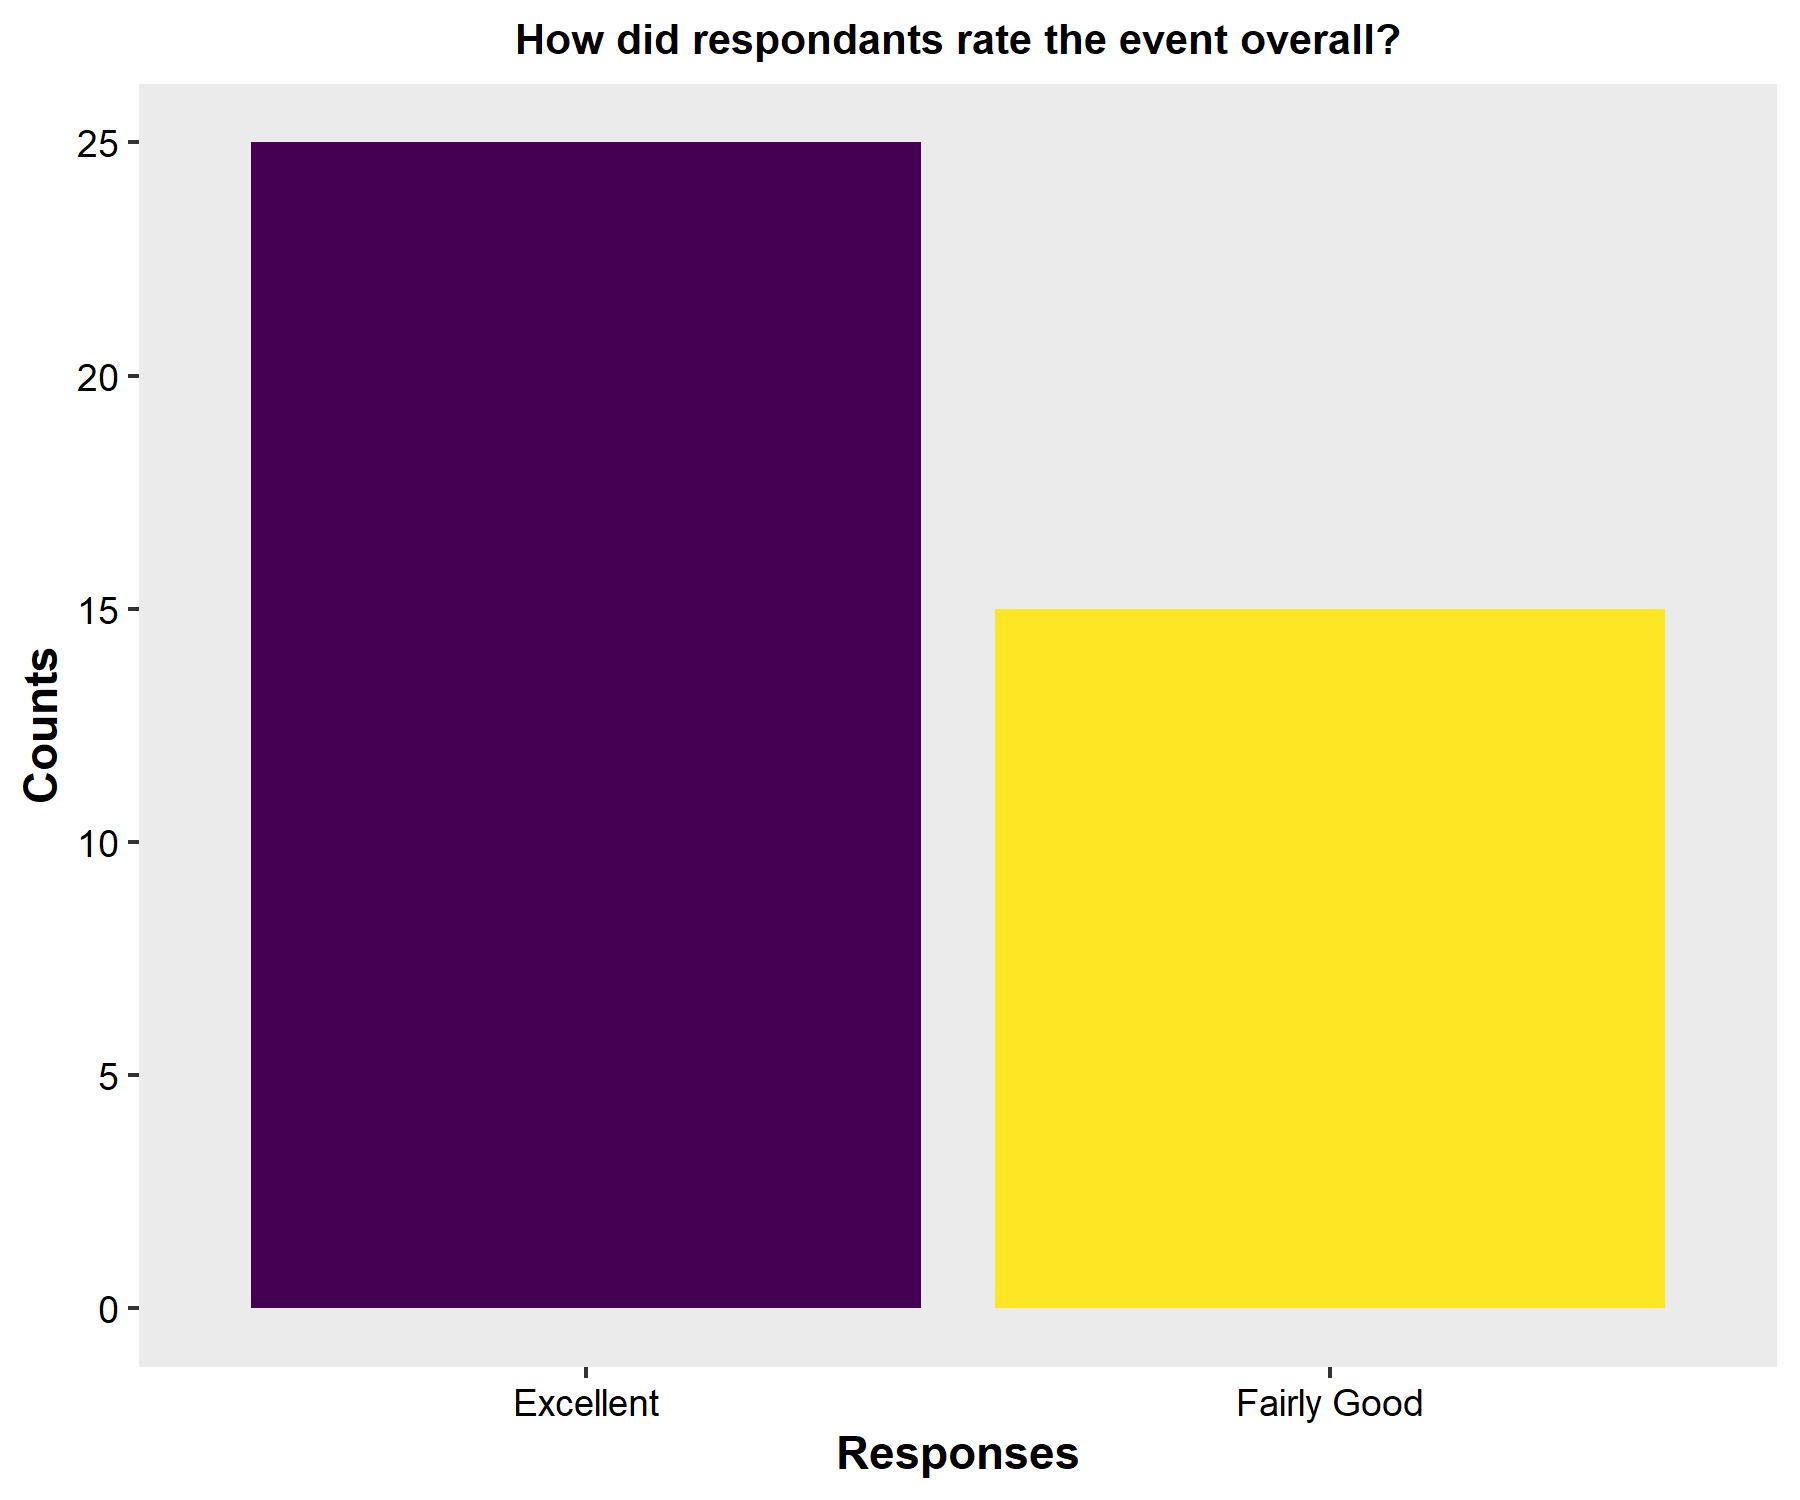 How did respondants rate the event overall?
25
20
15
10
5
0
Counts
Excellent
Fairly Good
Responses